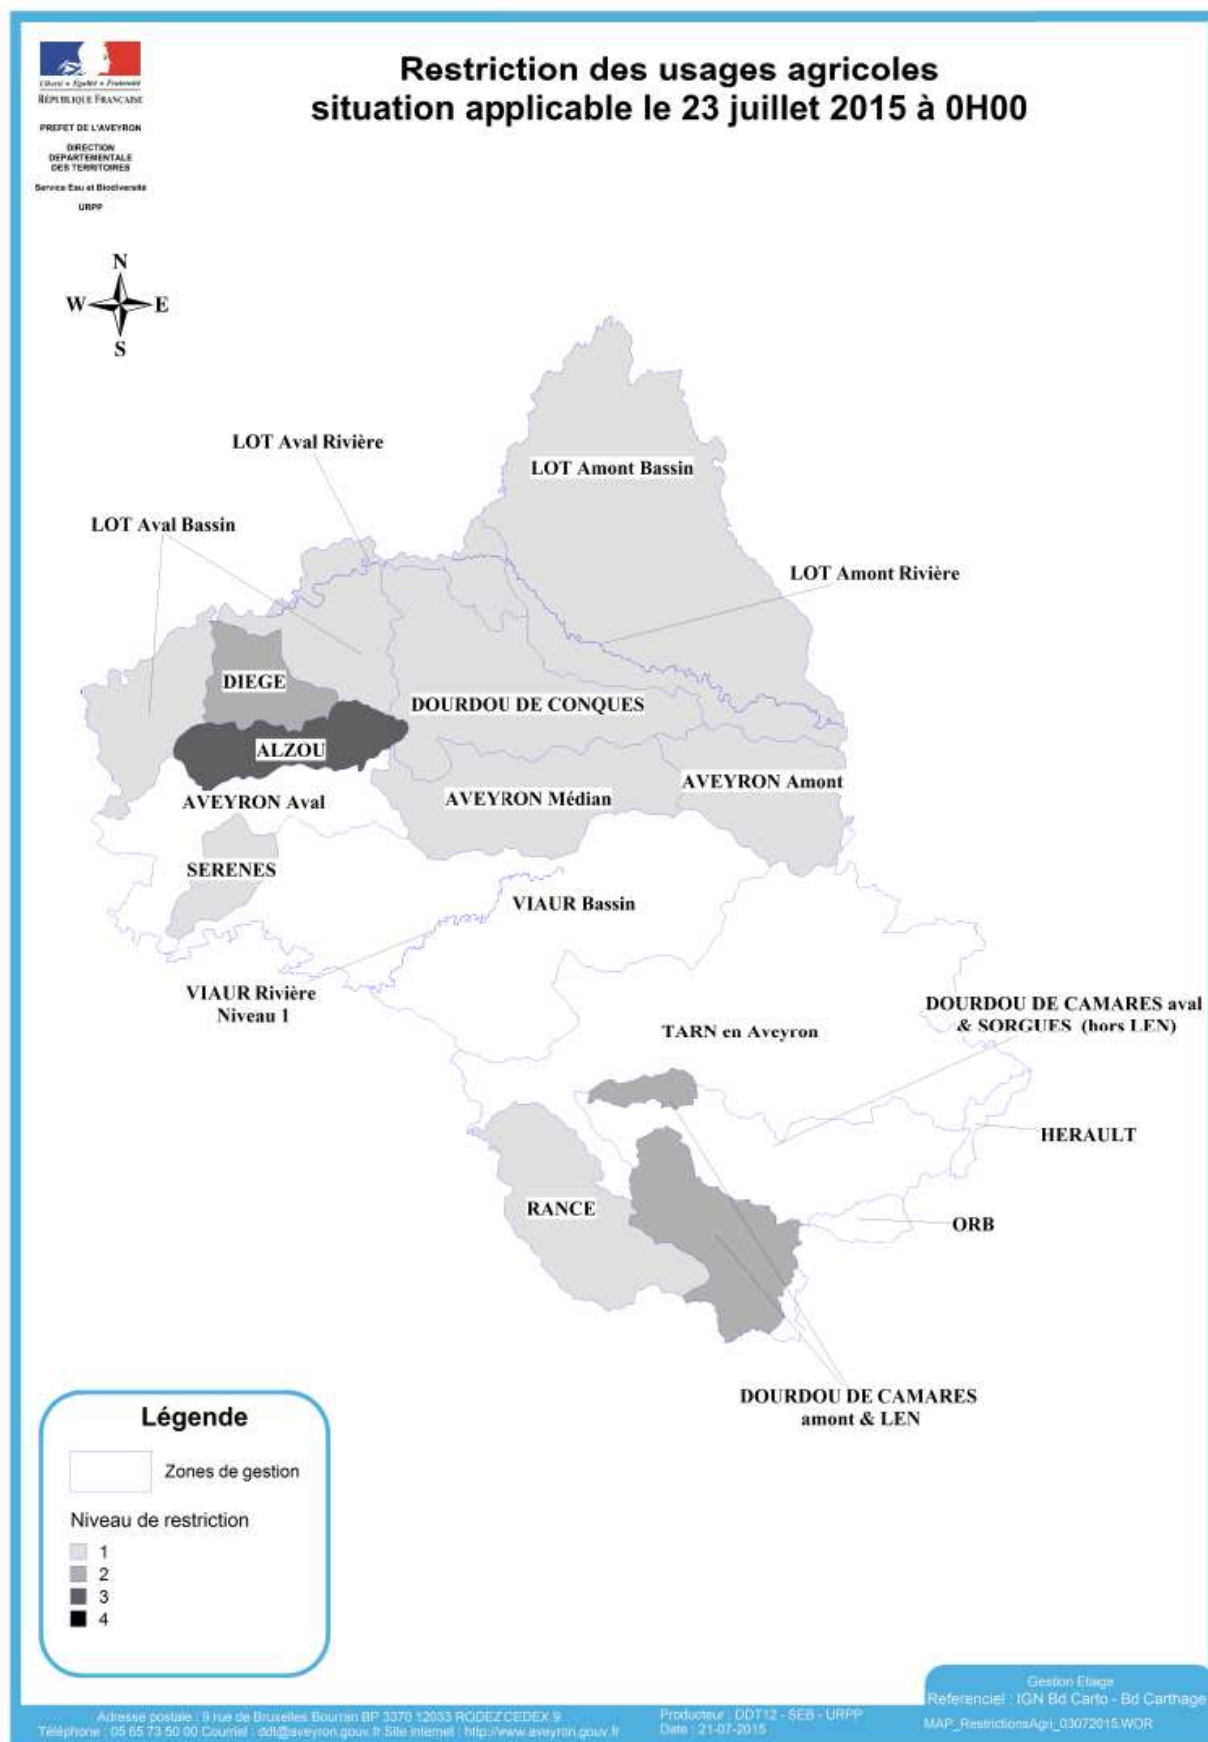 Restriction des usages agricoles
situation applicable le 23 juillet 2015 à 0H00
Liberté • Égalité • Fraternité
RÉPUBLIQUE FRANÇAISE
PREFET DE L'AVEYRON
DIRECTION
DEPARTEMENTALE
DES TERRITOIRES
Service Eau et Biodiversité
URPP
N
W E
S
LOT Aval Rivière
LOT Amont Bassin
LOT Aval Bassin
LOT Amont Rivière
DIEGE
DOURDOU DE CONQUES
ALZOU
AVEYRON Amont
AVEYRON Aval
AVEYRON Médian
SERENES
VIAUR Bassin
VIAUR Rivière
Niveau 1
DOURDOU DE CAMARES aval
& SORGUES (hors LEN)
TARN en Aveyron
HERAULT
RANCE
ORB
DOURDOU DE CAMARES
amont & LEN
Légende
Zones de gestion
Niveau de restriction
1
2
3
4
Gestion Etiage
Referenciel : IGN Bd Carto - Bd Carthage
MAP_RestrictionsAgri_03072015.WOR
Adresse postale : 9 rue de Bruxelles Bourran BP 3370 12033 RODEZ CEDEX 9
Téléphone : 05 65 73 50 00 Courriel : ddt@aveyron.gouv.fr Site internet : http://www.aveyron.gouv.fr
Producteur : DDT12 - SEB - URPP
Date : 21-07-2015